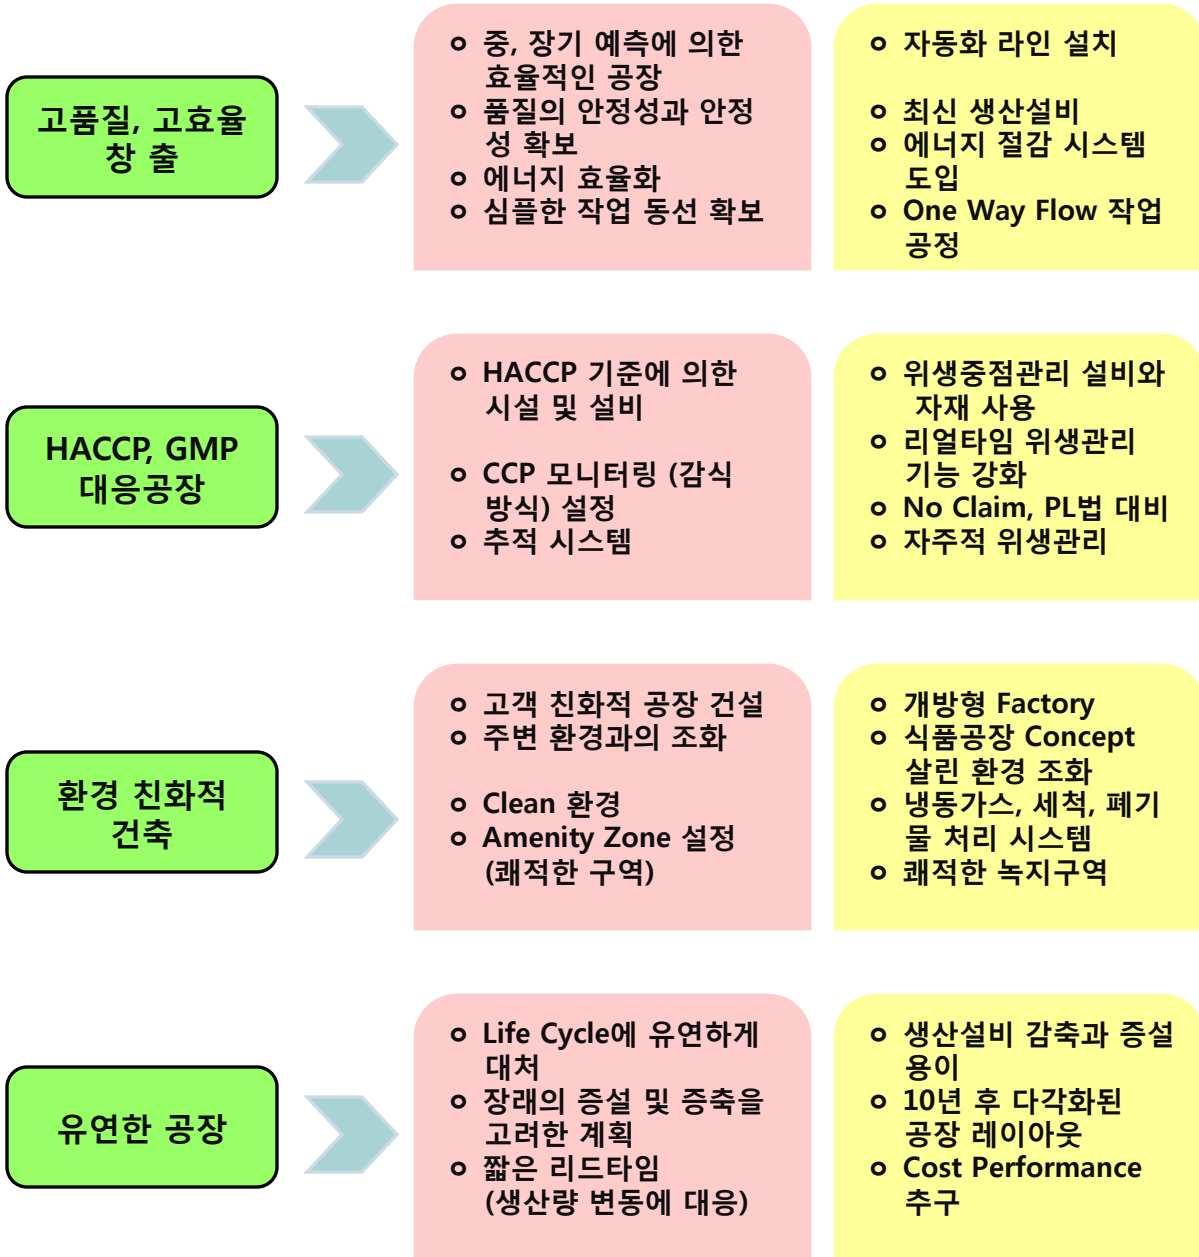 고품질, 고효율
창 출
o 중, 장기 예측에 의한
효율적인 공장
o 품질의 안정성과 안정
성 확보
o 에너지 효율화
o 심플한 작업 동선 확보
o 자동화 라인 설치
o 최신 생산설비
o 에너지 절감 시스템
도입
o One Way Flow 작업
공정
HACCP, GMP
대응공장
o HACCP 기준에 의한
시설 및 설비
o CCP 모니터링 (감식
방식) 설정
o 추적 시스템
o 위생중점관리 설비와
자재 사용
o 리얼타임 위생관리
기능 강화
o No Claim, PL법 대비
o 자주적 위생관리
환경 친화적
건축
o 고객 친화적 공장 건설
o 주변 환경과의 조화
o Clean 환경
o Amenity Zone 설정
(쾌적한 구역)
o 개방형 Factory
o 식품공장 Concept
살린 환경 조화
o 냉동가스, 세척, 폐기
물 처리 시스템
o 쾌적한 녹지구역
유연한 공장
o Life Cycle에 유연하게
대처
o 장래의 증설 및 증축을
고려한 계획
o 짧은 리드타임
(생산량 변동에 대응)
o 생산설비 감축과 증설
용이
o 10년 후 다각화된
공장 레이아웃
o Cost Performance
추구